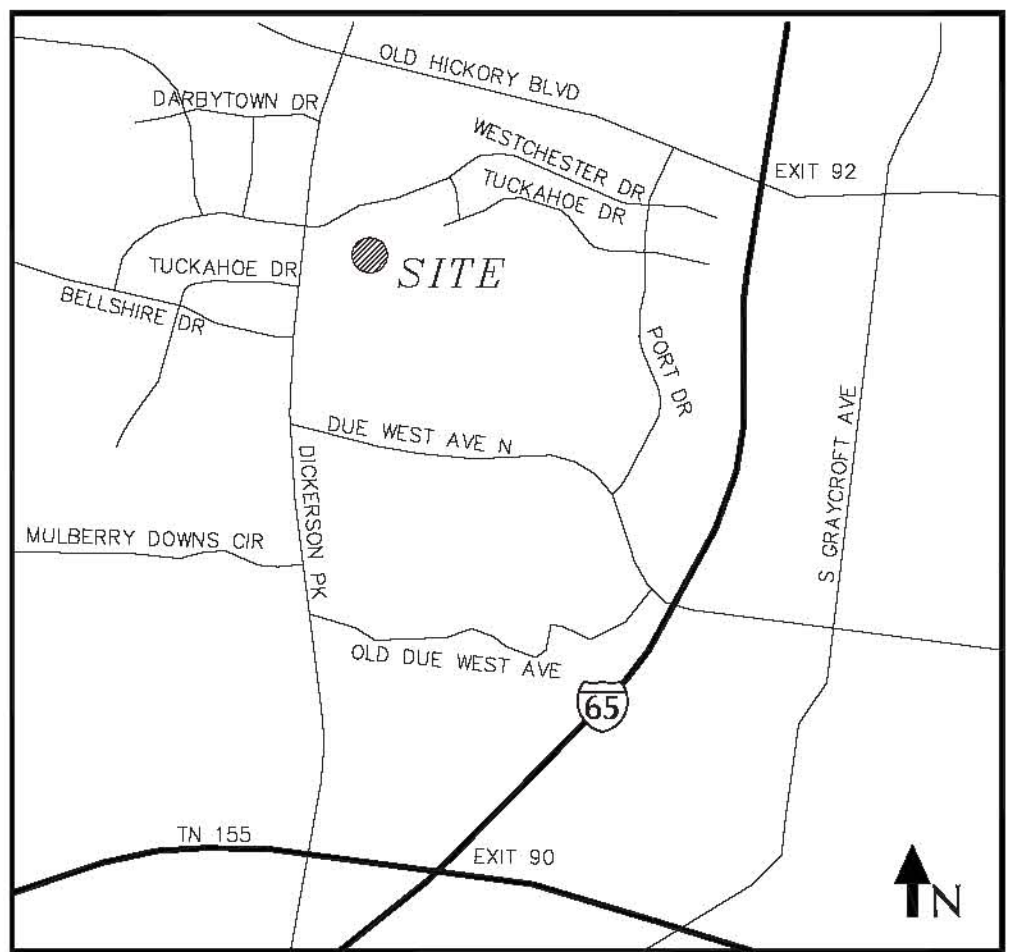 OLD HICKORY BLVD
DARBYTOWN DR
WESTCHESTER DR
EXIT 92
TUCKAHOE DR
TUCKAHOE DR
SITE
BELLSHIRE DR
PORT DR
DUE WEST AVE N
S GRAYCROFT AVE
DICKERSON PK
MULBERRY DOWNS CIR
OLD DUE WEST AVE
65
TN 155
EXIT 90
N